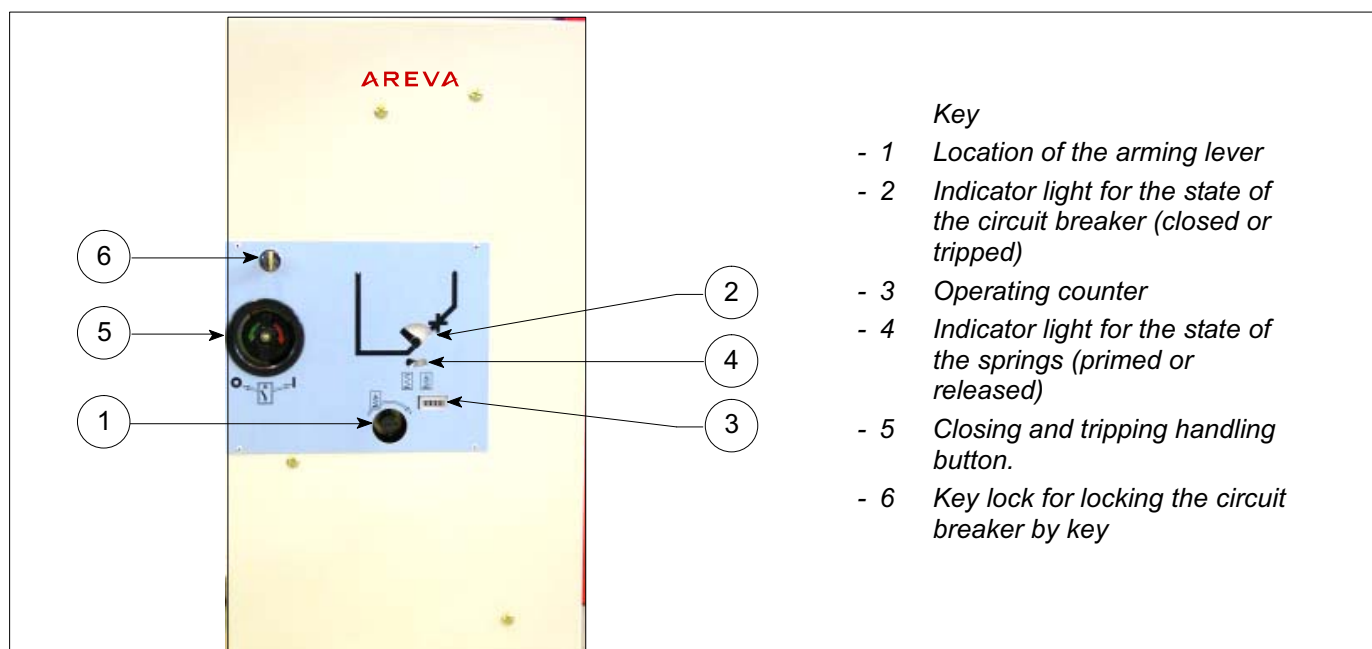 AREVA
6
5
1
2
4
3
Key
- 1 Location of the arming lever
- 2 Indicator light for the state of
the circuit breaker (closed or
tripped)
- 3 Operating counter
- 4 Indicator light for the state of
the springs (primed or
released)
- 5 Closing and tripping handling
button.
- 6 Key lock for locking the circuit
breaker by key